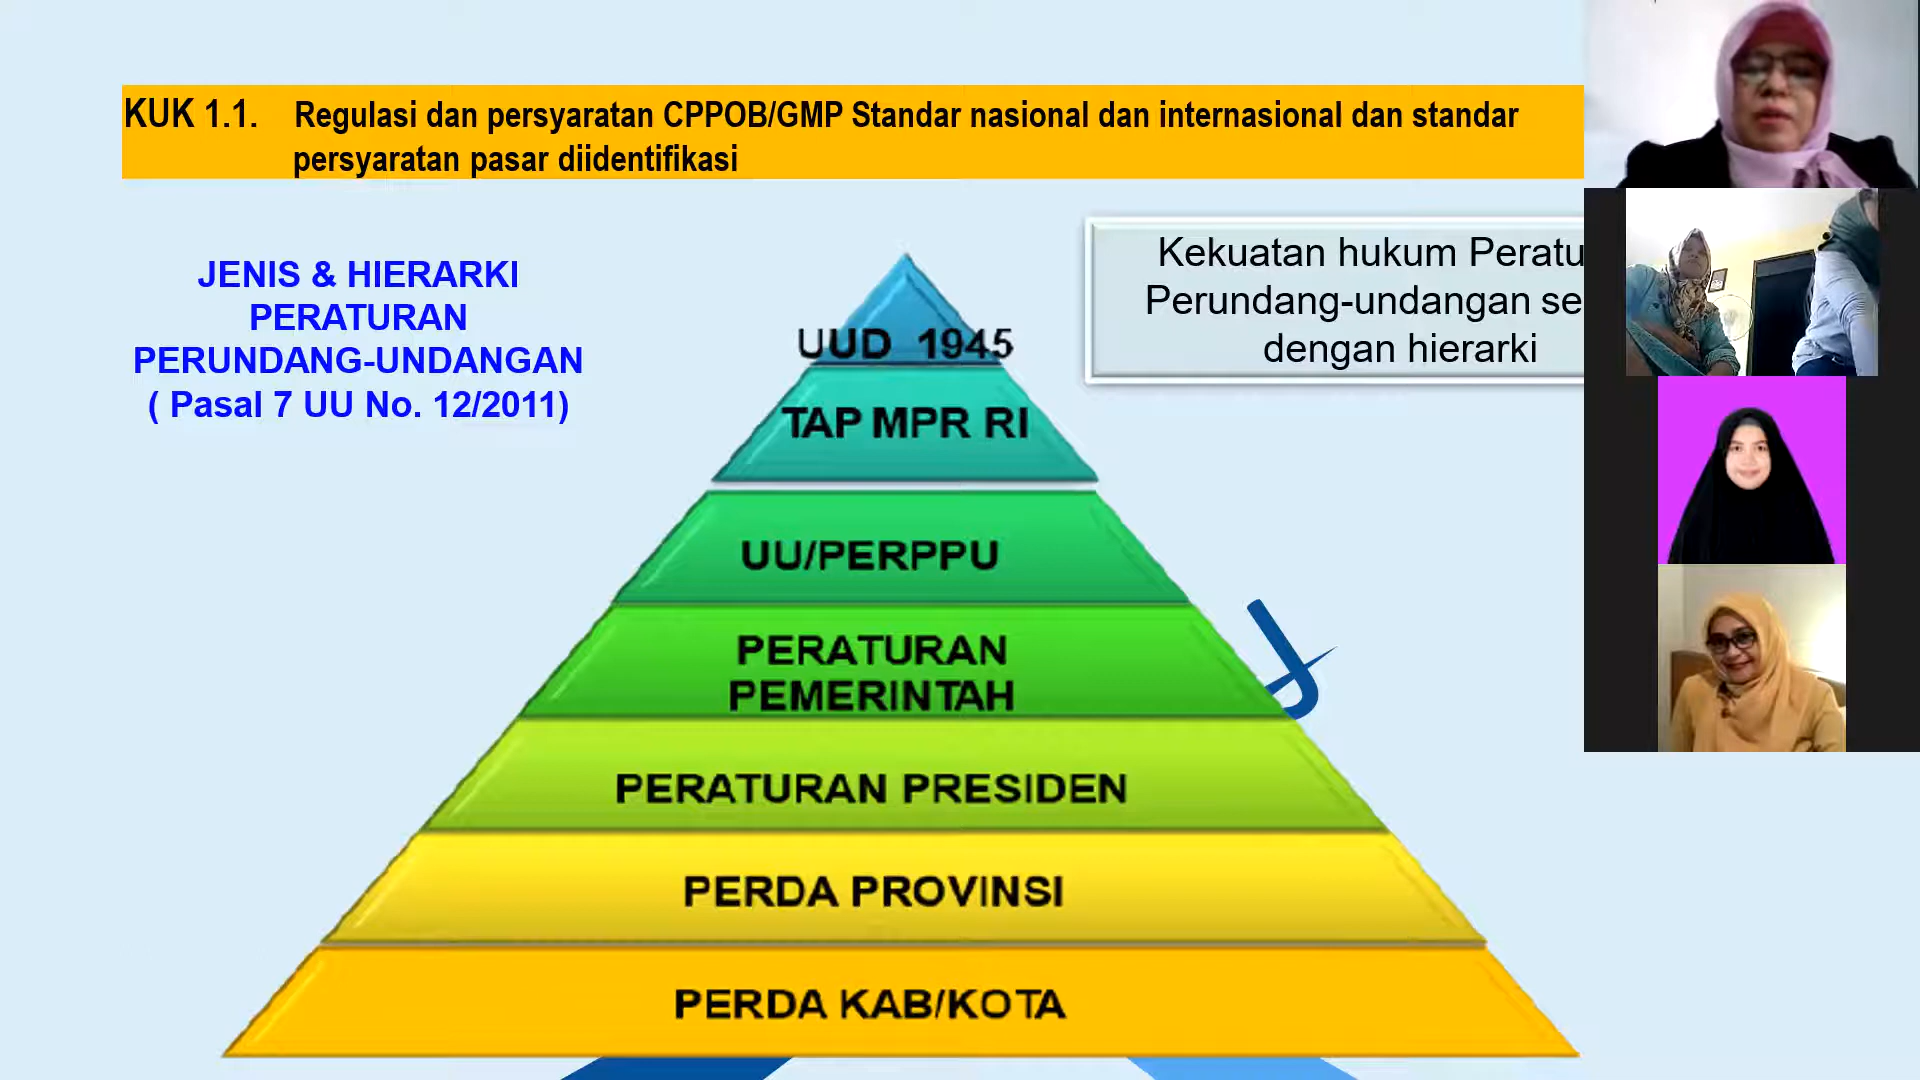 KUK 1.1. Regulasi dan persyaratan CPPOB/GMP Standar nasional dan internasional dan standar
persyaratan pasar diidentifikasi
JENIS & HIERARKI
PERATURAN
PERUNDANG-UNDANGAN
( Pasal 7 UU No. 12/2011)
Kekuatan hukum Peratu
Perundang-undangan se
dengan hierarki
UUD 1945
TAP MPR RI
UU/PERPPU
PERATURAN
PEMERINTAH
PERATURAN PRESIDEN
PERDA PROVINSI
PERDA KAB/KOTA